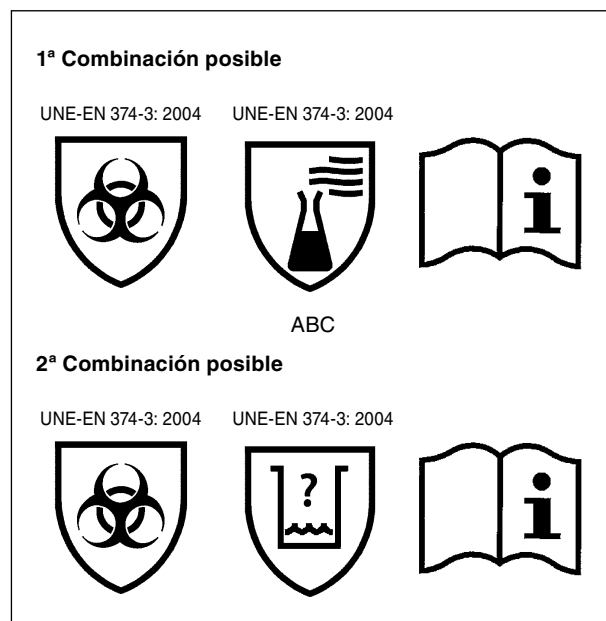 1ª Combinación posible
UNE-EN 374-3: 2004 UNE-EN 374-3: 2004
i
ABC
2ª Combinación posible
UNE-EN 374-3: 2004 UNE-EN 374-3: 2004
? i